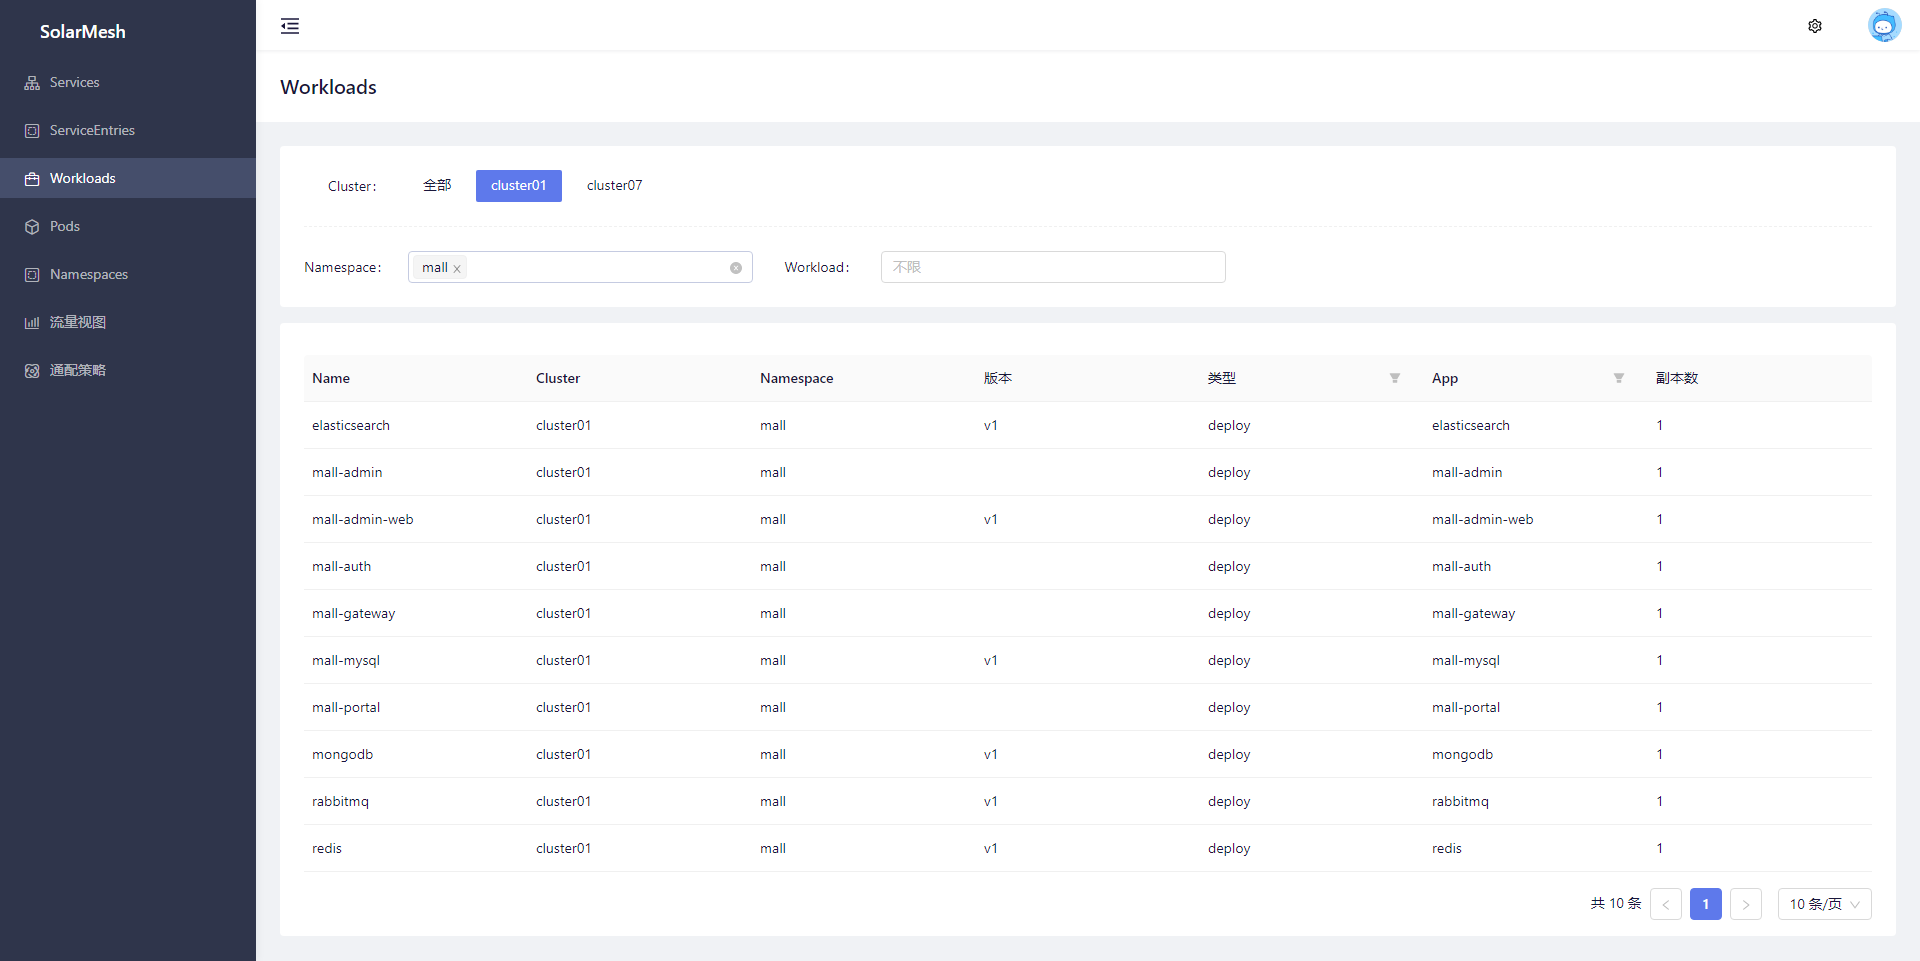 SolarMesh
Services
ServiceEntries
Workloads
Pods
Namespaces
流量视图
通配策略
Workloads
Cluster: 全部 cluster01 cluster07
Namespace: mall Workload: 不限
Name Cluster Namespace 版本 类型 App 副本数
elasticsearch cluster01 mall v1 deploy elasticsearch 1
mall-admin cluster01 mall deploy mall-admin 1
mall-admin-web cluster01 mall v1 deploy mall-admin-web 1
mall-auth cluster01 mall deploy mall-auth 1
mall-gateway cluster01 mall deploy mall-gateway 1
mall-mysql cluster01 mall v1 deploy mall-mysql 1
mall-portal cluster01 mall deploy mall-portal 1
mongodb cluster01 mall v1 deploy mongodb 1
rabbitmq cluster01 mall v1 deploy rabbitmq 1
redis cluster01 mall v1 deploy redis 1
共 10 条 < 1 > 10 条/页